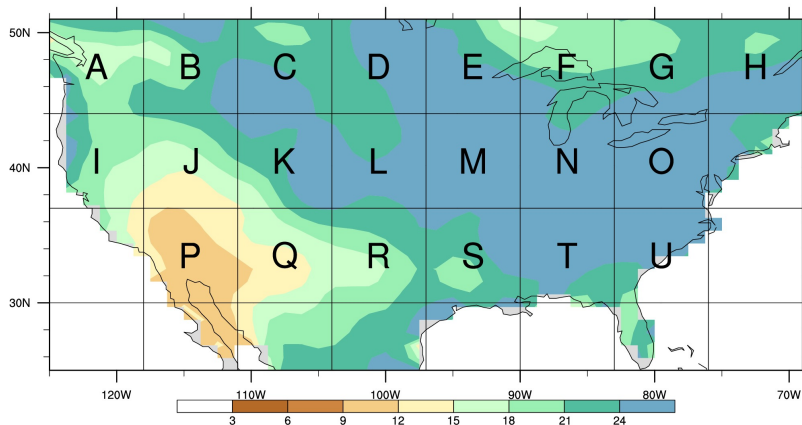 50N
A B C D E F G H
40N
I J K L M N O
P Q R S T U
30N
120W 110W 100W 90W 80W 70W
3 6 9 12 15 18 21 24